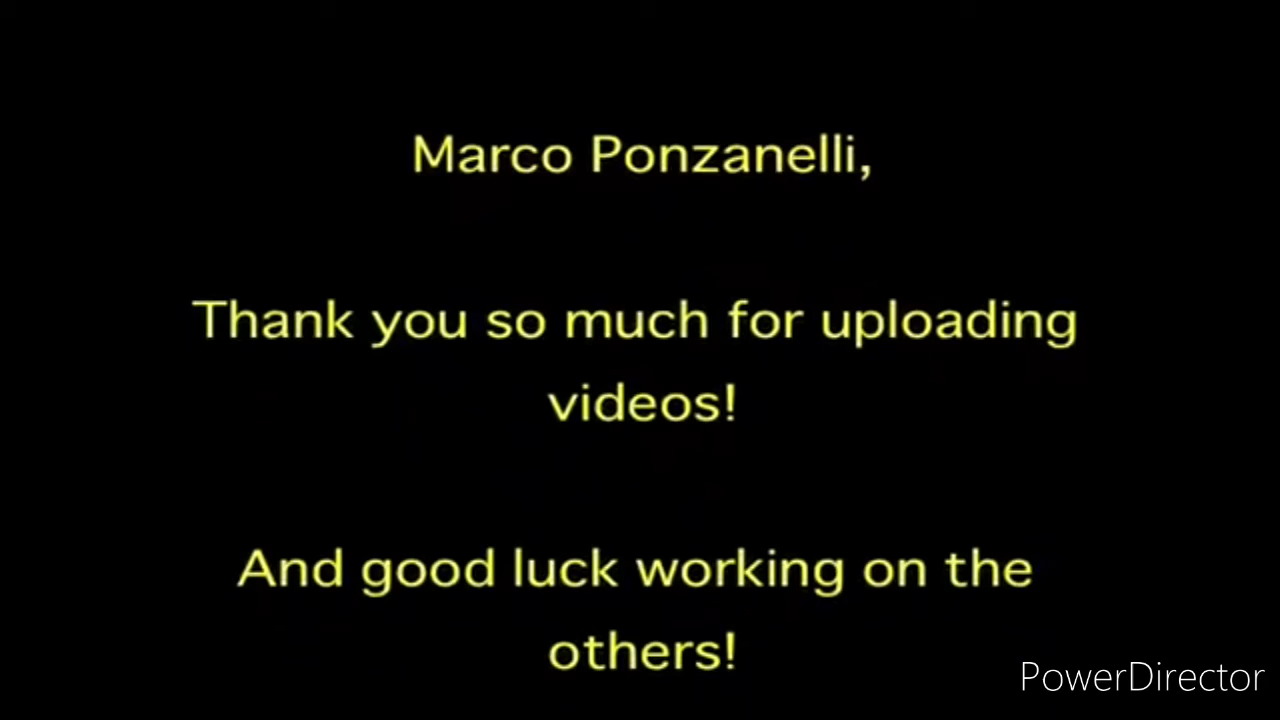 Marco Ponzanelli,
Thank you so much for uploading
videos!
And good luck working on the
others!
PowerDirector